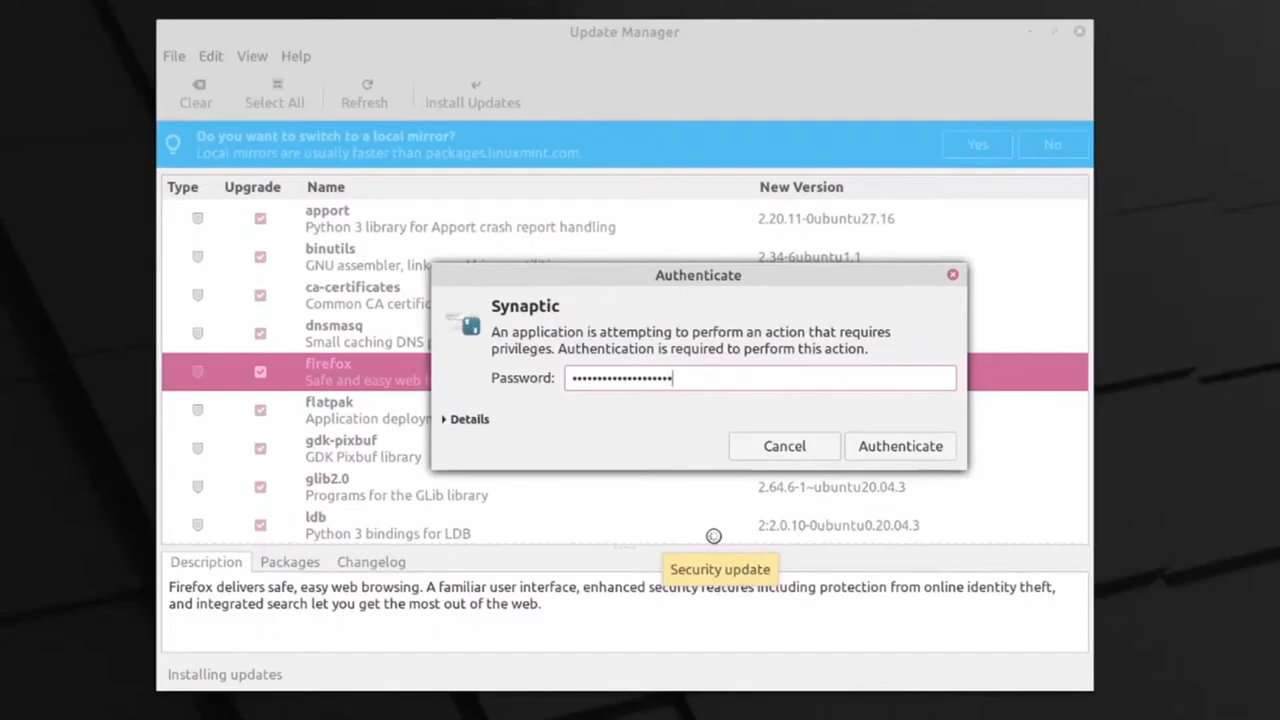 Update Manager
File Edit View Help
Clear Select All Refresh Install Updates
Do you want to switch to a local mirror?
Local mirrors are usually faster than packages.linuxmint.com.
Yes No
Type Upgrade Name New Version
apport
Python 3 library for Apport crash report handling
2.20.11-0ubuntu27.16
binutils
GNU assembler,
2.34-6ubuntu1.1
ca-certificates
Common CA
dnsmasq
Small caching DNS
firefox
Safe and easy web
flatpak
Application
gdk-pixbuf
GDK Pixbuf library
glib2.0
Programs for the GLib library
2.64.6-1~ubuntu20.04.3
ldb
Python 3 bindings for LDB
2:2.0.10-0ubuntu0.20.04.3
Authenticate
Synaptic
An application is attempting to perform an action that requires
privileges. Authentication is required to perform this action.
Password: ••••••••••••••••••••
Details
Cancel Authenticate
Security update
Description Packages Changelog
Firefox delivers safe, easy web browsing. A familiar user interface, enhanced security features including protection from online identity theft,
and integrated search let you get the most out of the web.
Installing updates